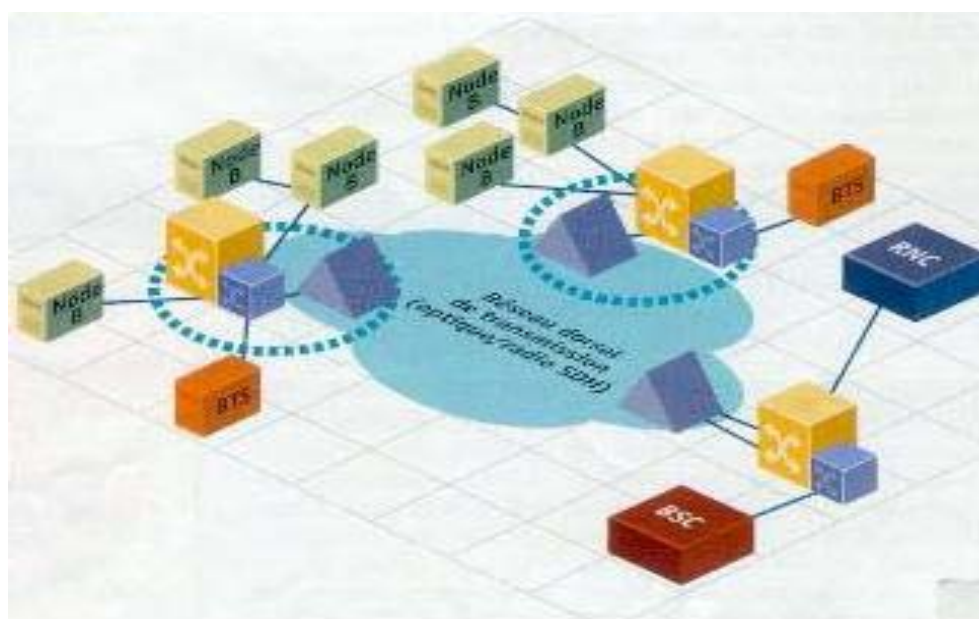 Node
B
Node
B
Node
B
Node
B
Node
B
BTS
RNC
Node
B
Réseau dorsal
de transmission
(optique/radio SDH)
BTS
BSC